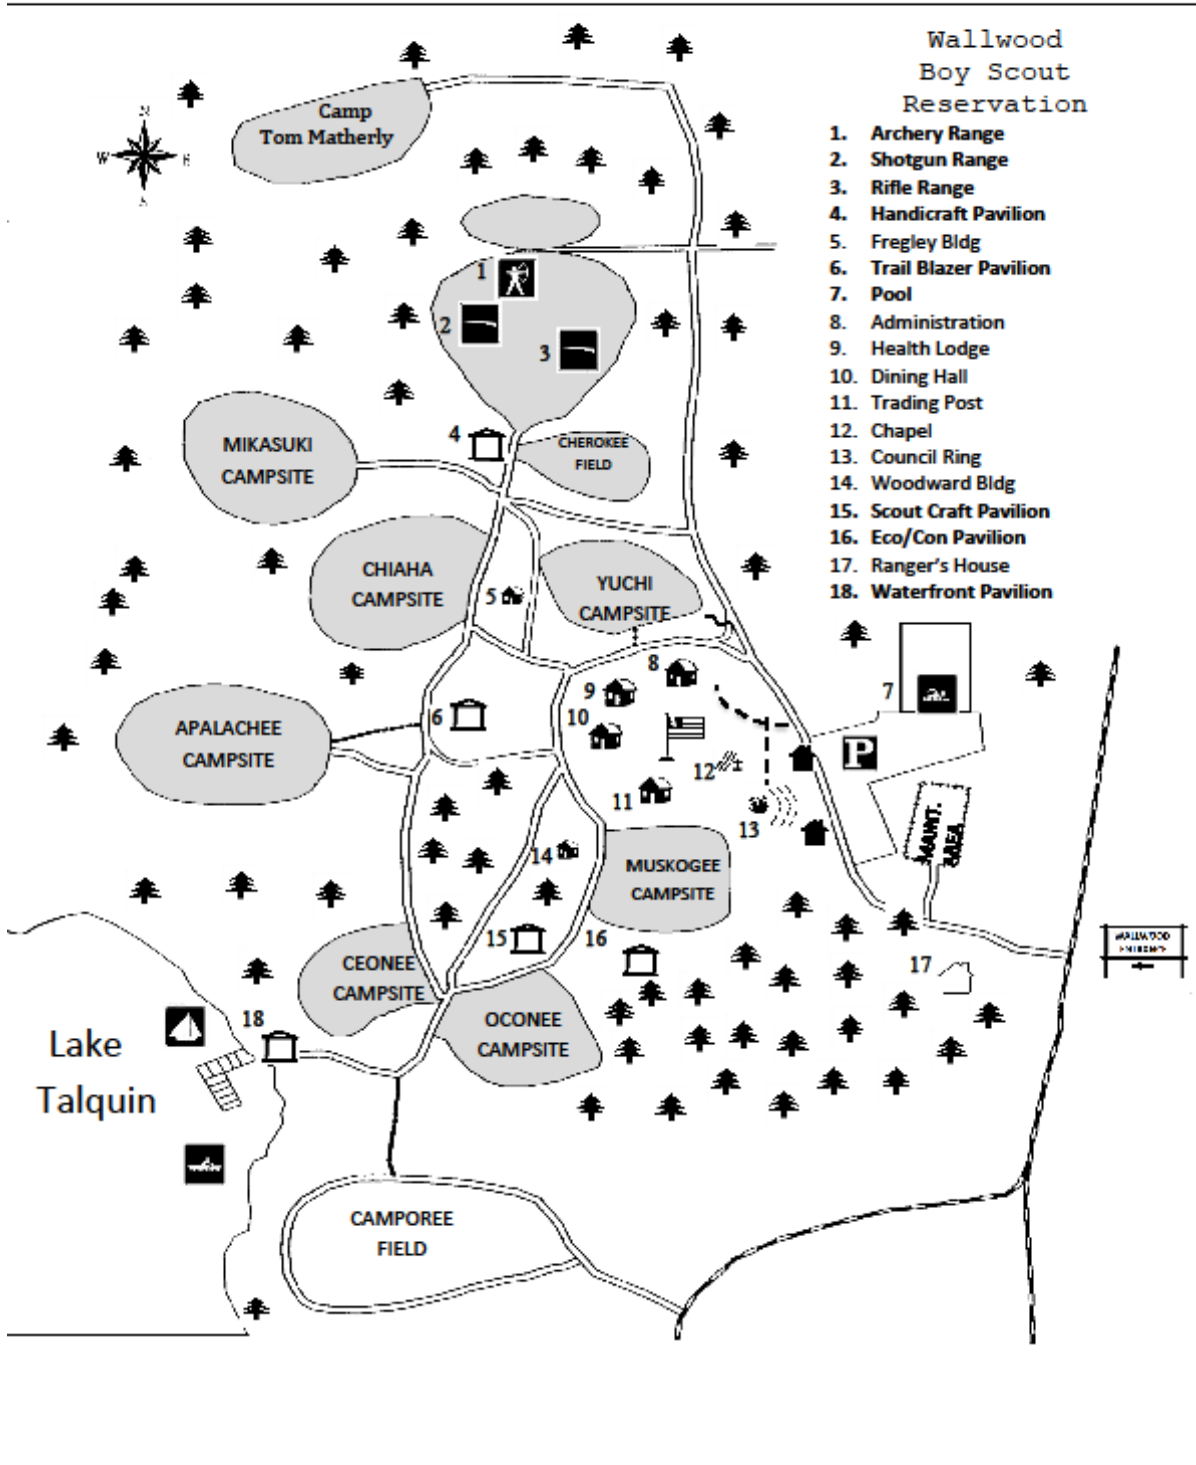 Wallwood
Boy Scout
Reservation
1. Archery Range
2. Shotgun Range
3. Rifle Range
4. Handicraft Pavilion
5. Fregley Bldg
6. Trail Blazer Pavilion
7. Pool
8. Administration
9. Health Lodge
10. Dining Hall
11. Trading Post
12. Chapel
13. Council Ring
14. Woodward Bldg
15. Scout Craft Pavilion
16. Eco/Con Pavilion
17. Ranger's House
18. Waterfront Pavilion
Camp
Tom Matherly
N
W E
S
1
2
3
4
CHEROKEE
FIELD
MIKASUKI
CAMPSITE
CHIAHA
CAMPSITE
5
YUCHI
CAMPSITE
8
7
9
6
10
APALACHEE
CAMPSITE
P
12
11
13
MAINT.
AREA
14
MUSKOGEE
CAMPSITE
15
16
WALLWOOD
ENTRANCE
17
CEONEE
CAMPSITE
18
OCONEE
CAMPSITE
Lake
Talquin
CAMPOREE
FIELD